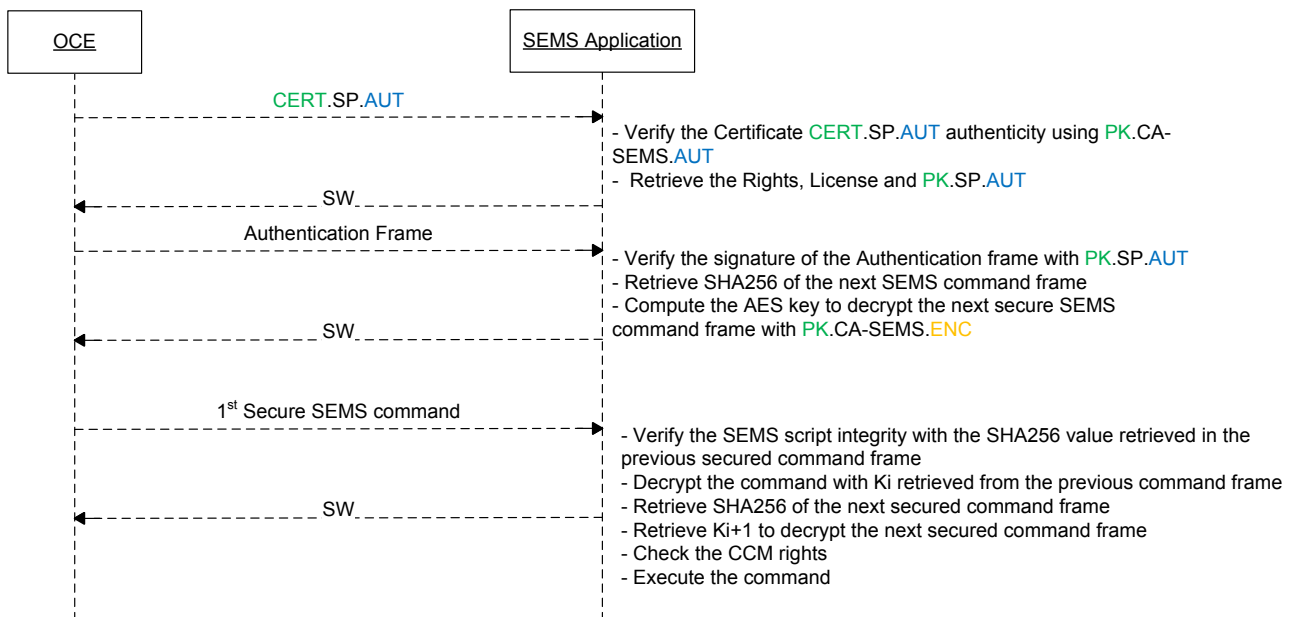 OCE
SEMS Application
CERT.SP.AUT
- Verify the Certificate CERT.SP.AUT authenticity using PK.CA-
SEMS.AUT
- Retrieve the Rights, License and PK.SP.AUT
SW
Authentication Frame
- Verify the signature of the Authentication frame with PK.SP.AUT
- Retrieve SHA256 of the next SEMS command frame
- Compute the AES key to decrypt the next secure SEMS
command frame with PK.CA-SEMS.ENC
SW
1st Secure SEMS command
- Verify the SEMS script integrity with the SHA256 value retrieved in the
previous secured command frame
- Decrypt the command with Ki retrieved from the previous command frame
- Retrieve SHA256 of the next secured command frame
- Retrieve Ki+1 to decrypt the next secured command frame
- Check the CCM rights
- Execute the command
SW